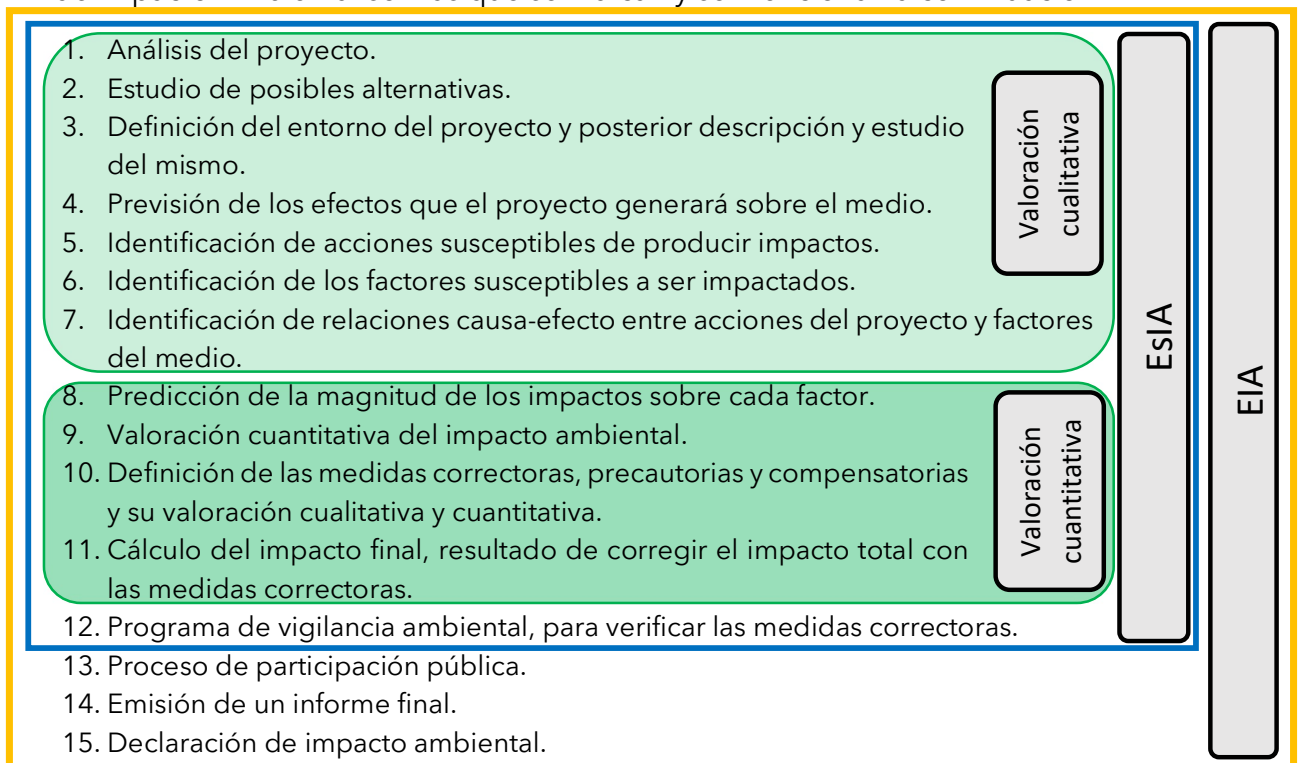 1. Análisis del proyecto.
2. Estudio de posibles alternativas.
3. Definición del entorno del proyecto y posterior descripción y estudio
del mismo.
4. Previsión de los efectos que el proyecto generará sobre el medio.
5. Identificación de acciones susceptibles de producir impactos.
6. Identificación de los factores susceptibles a ser impactados.
7. Identificación de relaciones causa-efecto entre acciones del proyecto y factores
del medio.
Valoración
cualitativa
8. Predicción de la magnitud de los impactos sobre cada factor.
9. Valoración cuantitativa del impacto ambiental.
10. Definición de las medidas correctoras, precautorias y compensatorias
y su valoración cualitativa y cuantitativa.
11. Cálculo del impacto final, resultado de corregir el impacto total con
las medidas correctoras.
Valoración
cuantitativa
12. Programa de vigilancia ambiental, para verificar las medidas correctoras.
EsIA
13. Proceso de participación pública.
14. Emisión de un informe final.
15. Declaración de impacto ambiental.
EIA